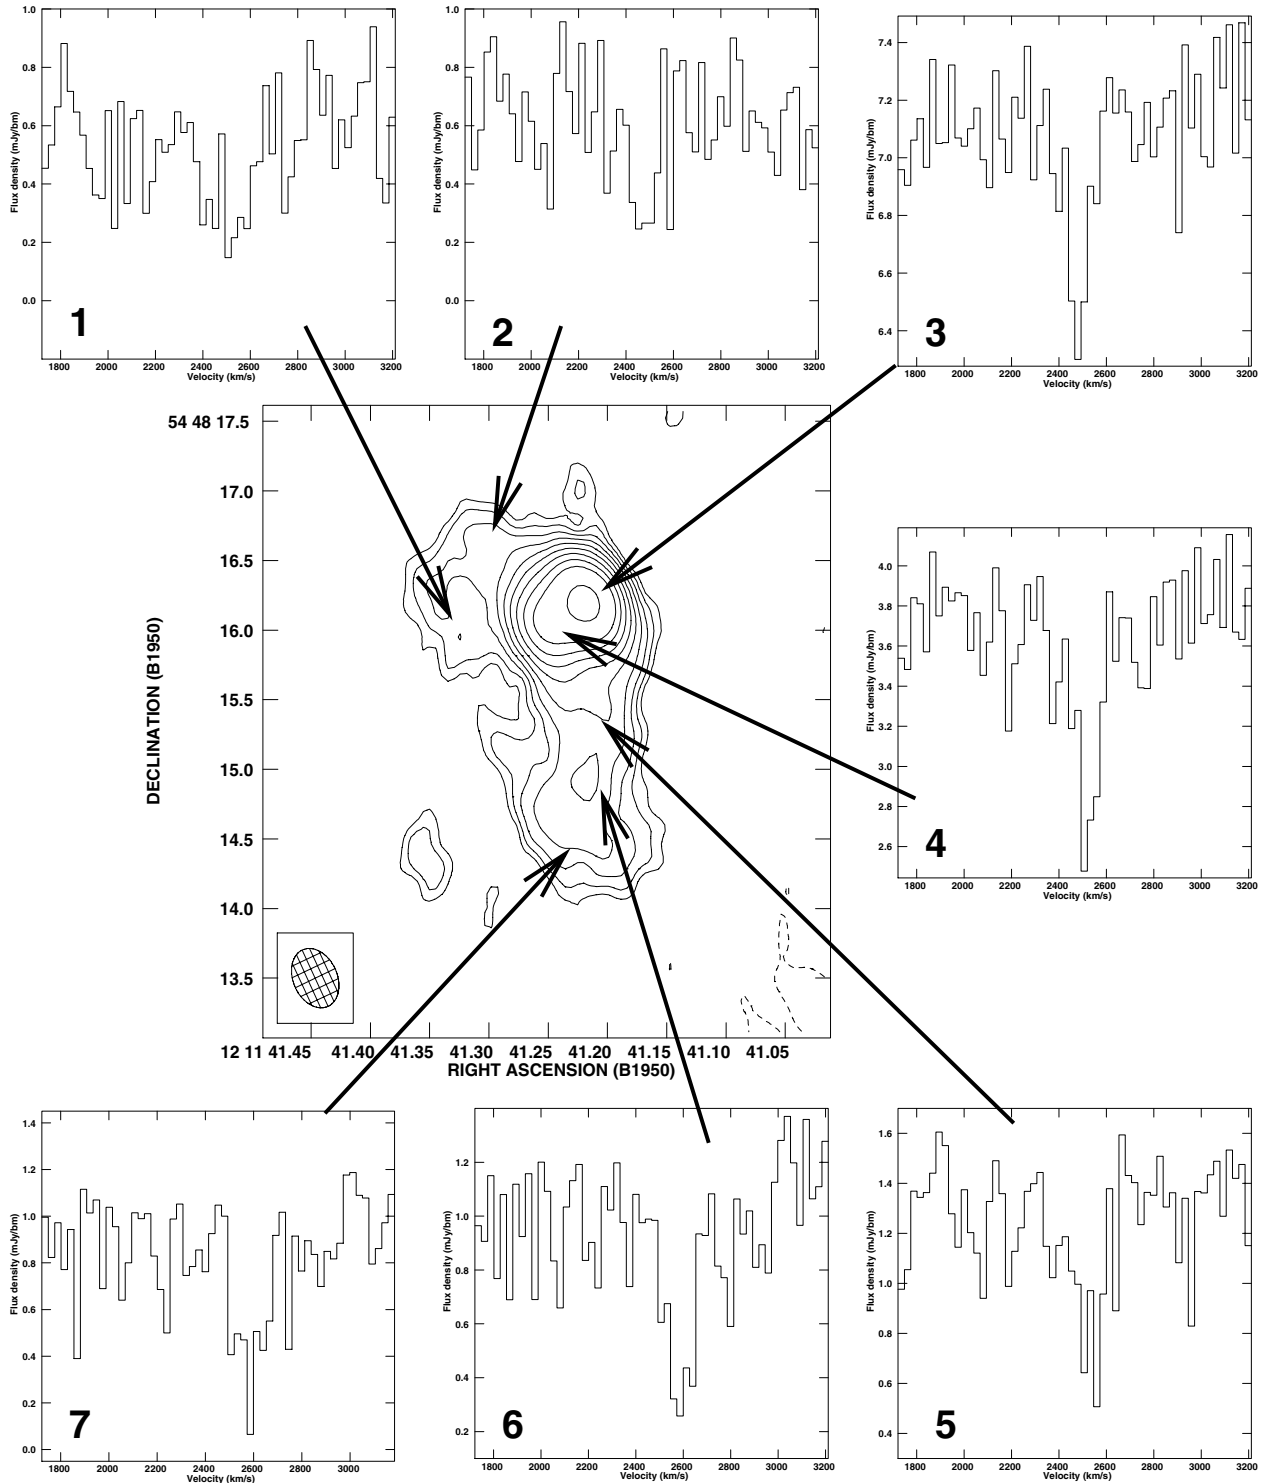 1.0
0.8
0.6
0.4
0.2
0.0
Flux density (mJy/bm)
1
1800 2000 2200 2400 2600 2800 3000 3200
Velocity (km/s)
1.0
0.8
0.6
0.4
0.2
0.0
Flux density (mJy/bm)
2
1800 2000 2200 2400 2600 2800 3000 3200
Velocity (km/s)
7.4
7.2
7.0
6.8
6.6
6.4
Flux density (mJy/bm)
3
1800 2000 2200 2400 2600 2800 3000 3200
Velocity (km/s)
54 48 17.5
17.0
16.5
16.0
15.5
15.0
14.5
14.0
13.5
DECLINATION (B1950)
12 11 41.45 41.40 41.35 41.30 41.25 41.20 41.15 41.10 41.05
RIGHT ASCENSION (B1950)
4.0
3.8
3.6
3.4
3.2
3.0
2.8
2.6
Flux density (mJy/bm)
4
1800 2000 2200 2400 2600 2800 3000 3200
Velocity (km/s)
1.4
1.2
1.0
0.8
0.6
0.4
0.2
0.0
Flux density (mJy/bm)
7
1800 2000 2200 2400 2600 2800 3000
Velocity (km/s)
1.2
1.0
0.8
0.6
0.4
0.2
Flux density (mJy/bm)
6
1800 2000 2200 2400 2600 2800 3000 3200
Velocity (km/s)
1.6
1.4
1.2
1.0
0.8
0.6
0.4
Flux density (mJy/bm)
5
1800 2000 2200 2400 2600 2800 3000 3200
Velocity (km/s)